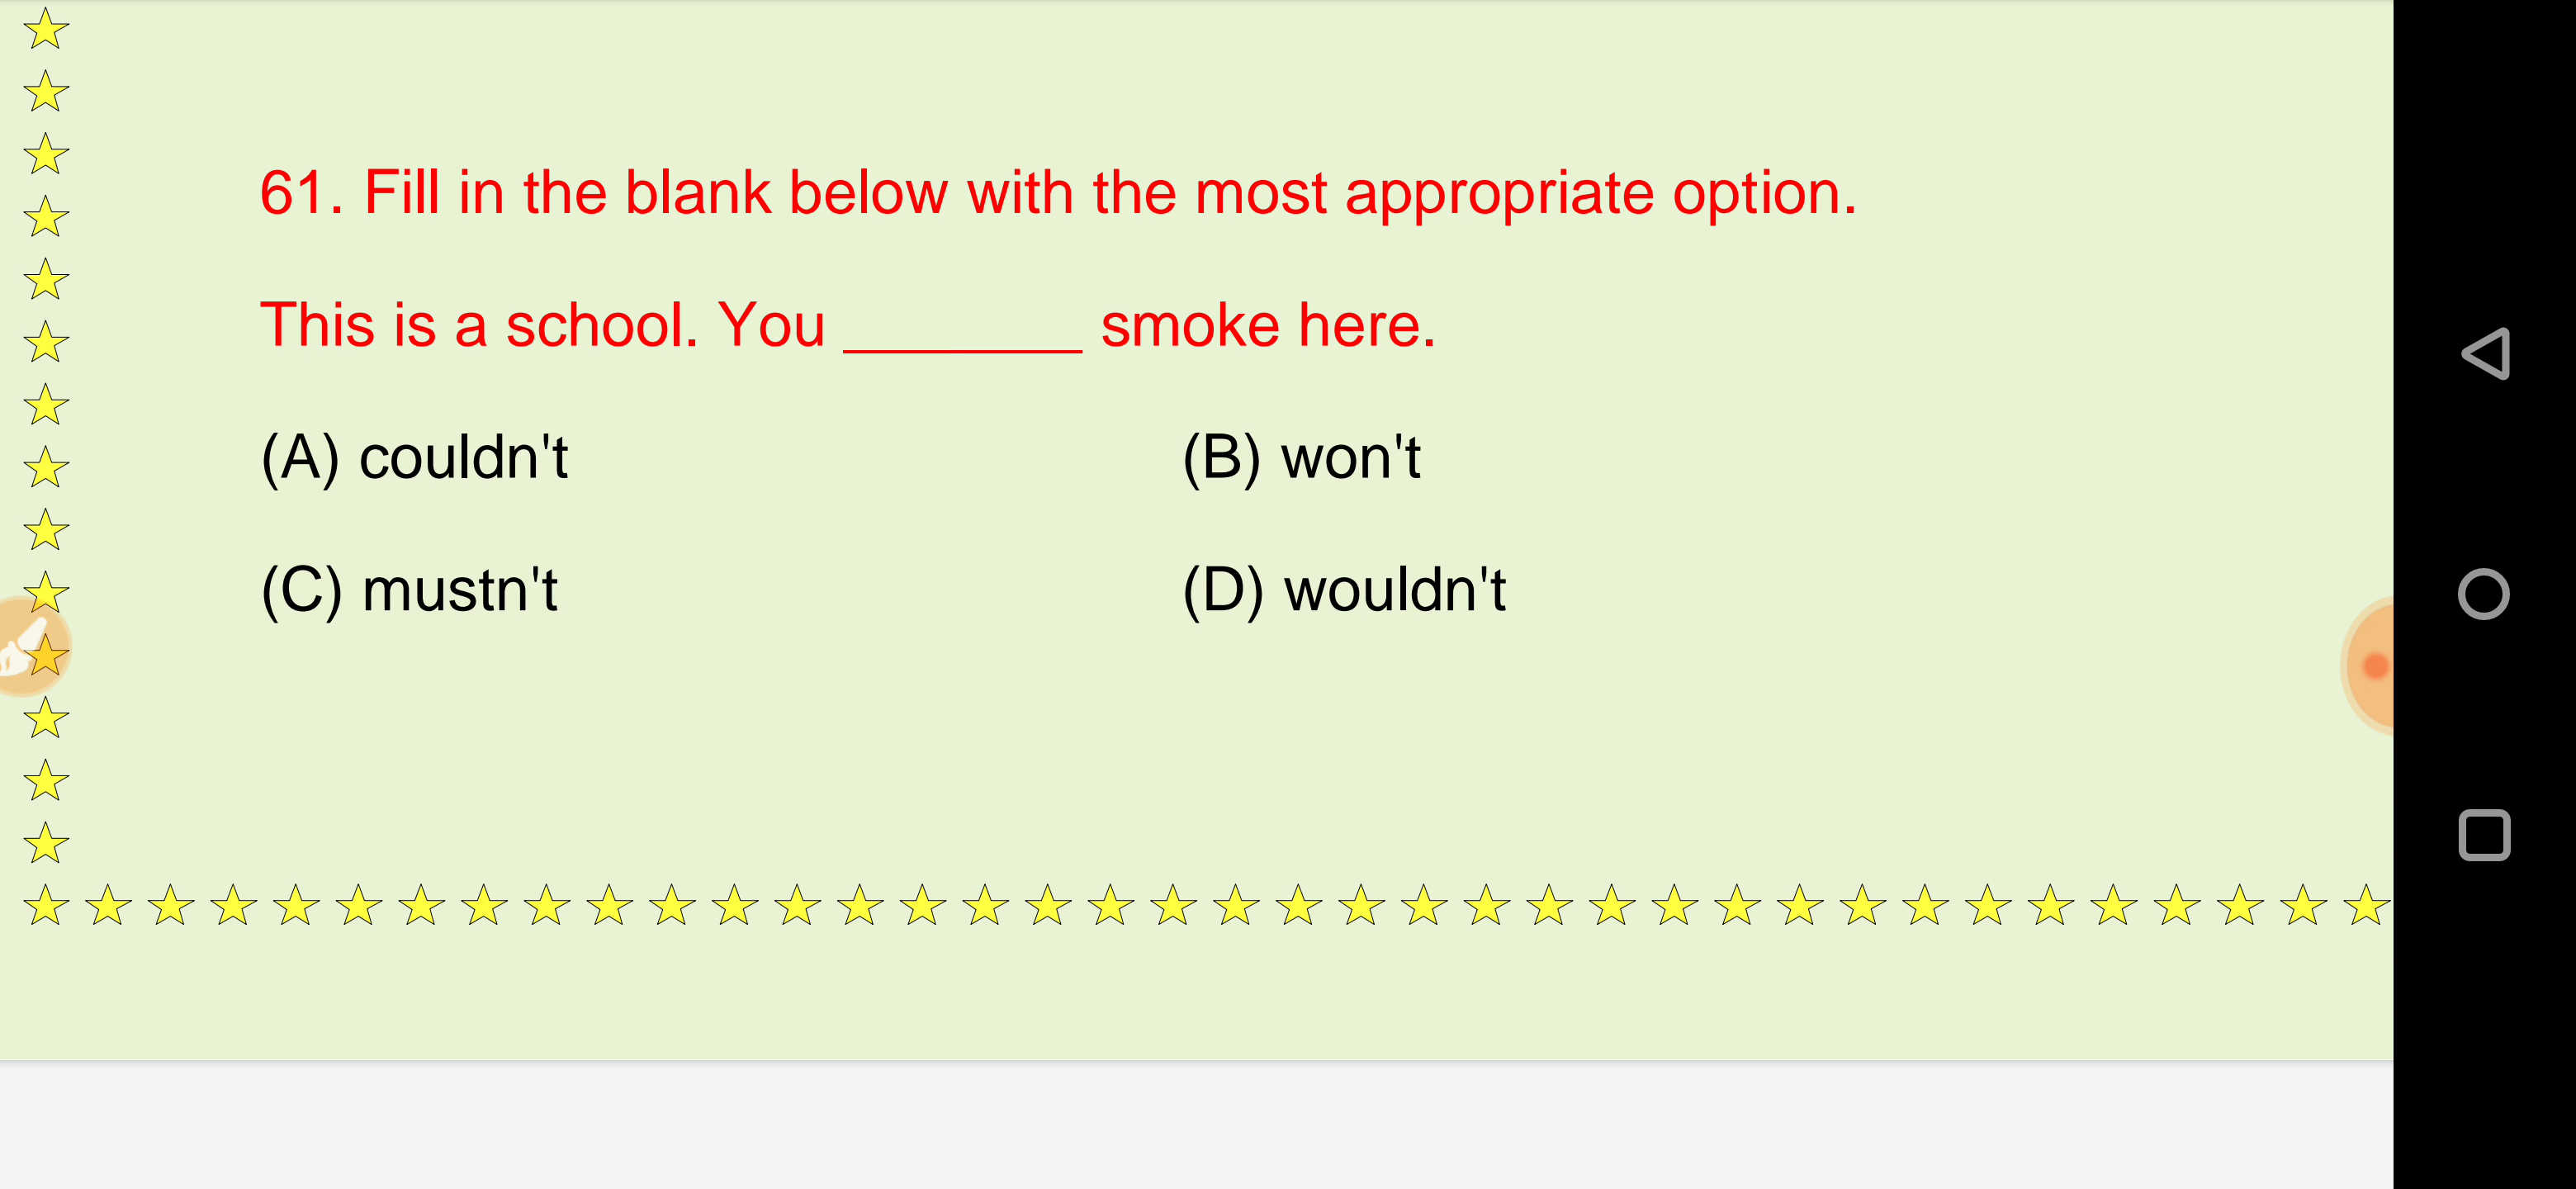 61. Fill in the blank below with the most appropriate option.
This is a school. You ________ smoke here.
(A) couldn't (B) won't
(C) mustn't (D) wouldn't